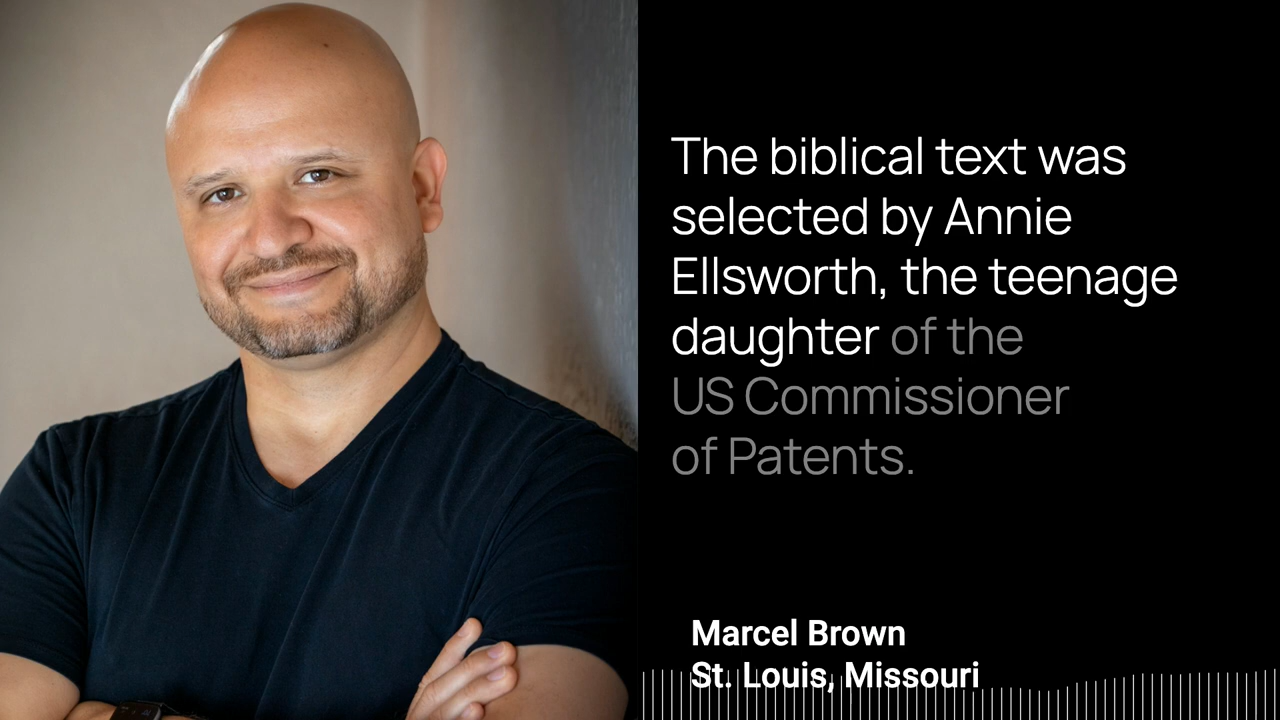 The biblical text was
selected by Annie
Ellsworth, the teenage
daughter of the
US Commissioner
of Patents.
Marcel Brown
St. Louis, Missouri